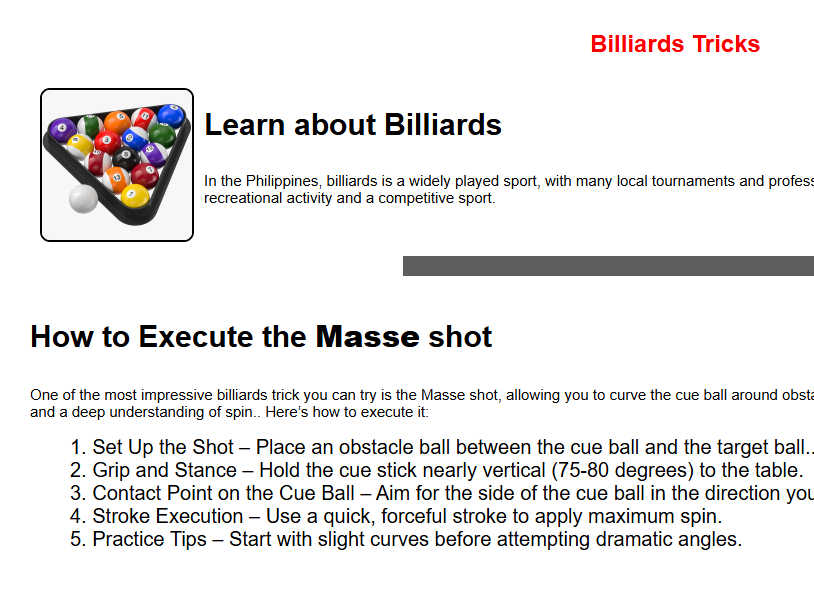 Billiards Tricks
Learn about Billiards
In the Philippines, billiards is a widely played sport, with many local tournaments and profess
recreational activity and a competitive sport.
How to Execute the Masse shot
One of the most impressive billiards trick you can try is the Masse shot, allowing you to curve the cue ball around obsta
and a deep understanding of spin.. Here's how to execute it:
1. Set Up the Shot – Place an obstacle ball between the cue ball and the target ball..
2. Grip and Stance – Hold the cue stick nearly vertical (75-80 degrees) to the table.
3. Contact Point on the Cue Ball – Aim for the side of the cue ball in the direction you
4. Stroke Execution – Use a quick, forceful stroke to apply maximum spin.
5. Practice Tips – Start with slight curves before attempting dramatic angles.